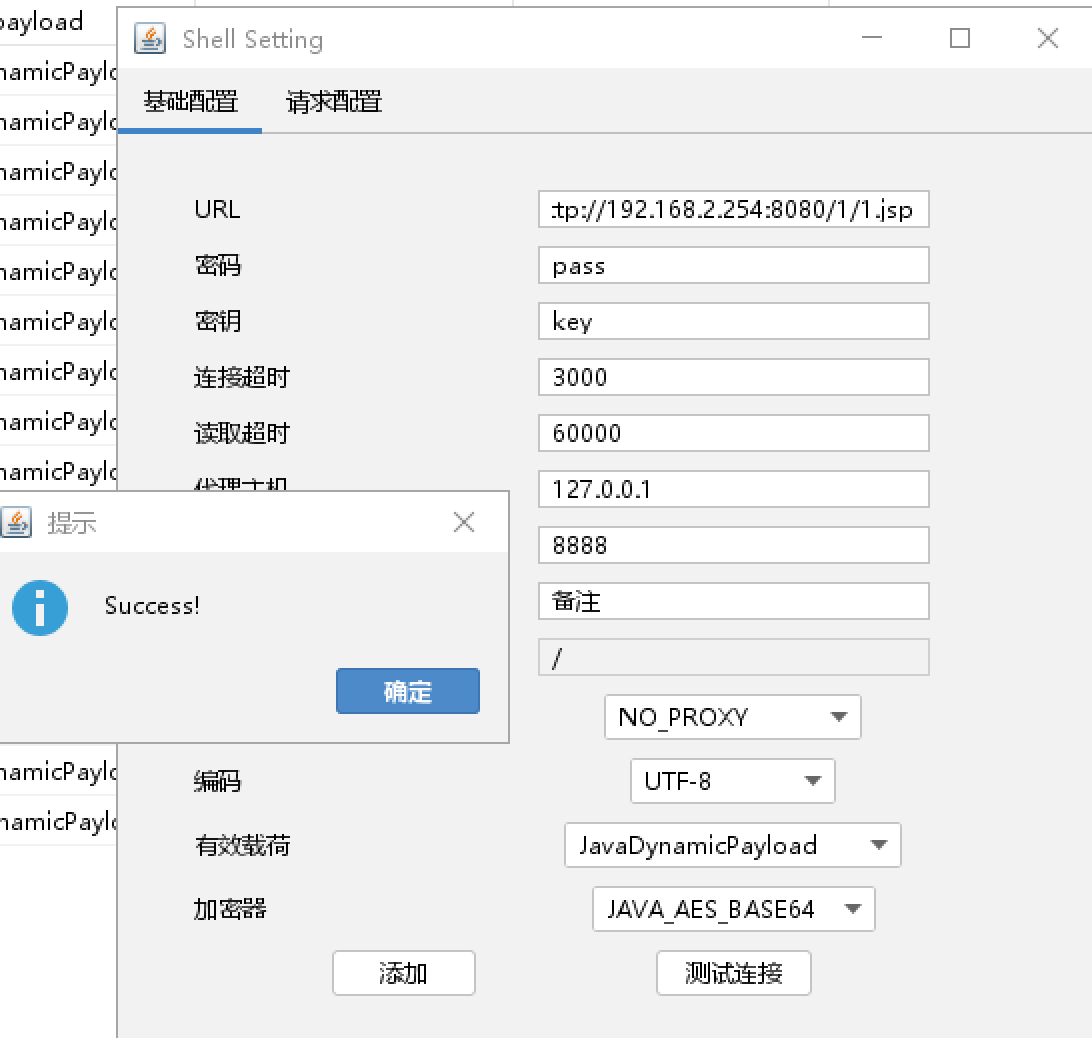 payload
Shell Setting
namicPaylo
基础配置
请求配置
namicPaylo
namicPaylo
URL
:tp://192.168.2.254:8080/1/1.jsp
namicPaylo
密码
pass
namicPaylo
密钥
key
namicPaylo
连接超时
3000
namicPaylo
读取超时
60000
namicPaylo
namicPaylo
代理主机
127.0.0.1
提示
8888
Success!
备注
/
确定
NO_PROXY
namicPaylo
编码
UTF-8
namicPaylo
有效载荷
JavaDynamicPayload
加密器
JAVA_AES_BASE64
添加
测试连接